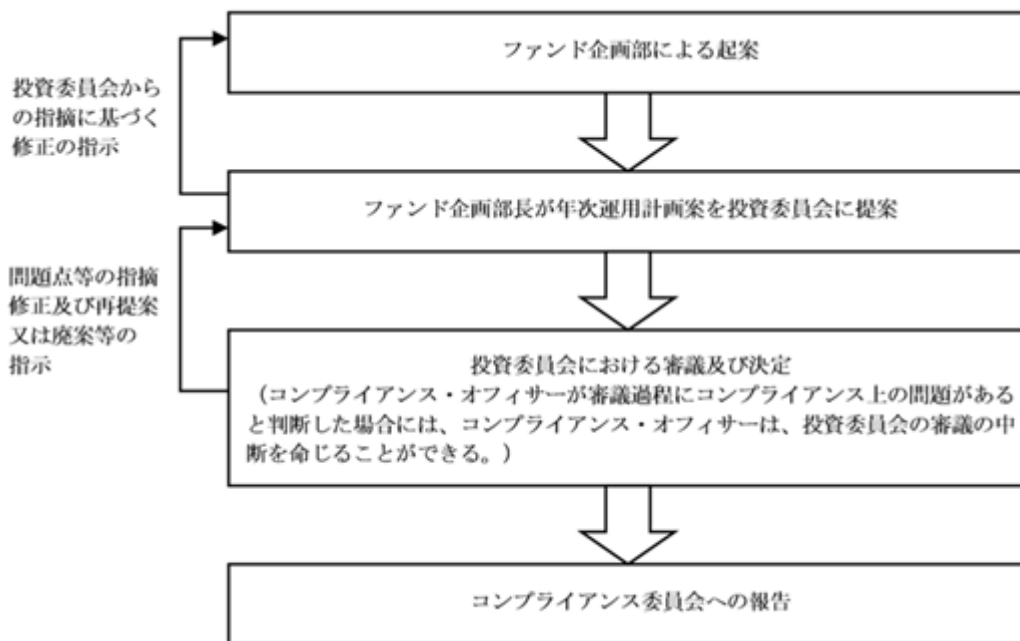 ファンド企画部による起案
投資委員会から
の指摘に基づく
修正の指示
ファンド企画部長が年次運用計画案を投資委員会に提案
問題点等の指摘
修正及び再提案
又は廃案等の
指示
投資委員会における審議及び決定
(コンプライアンス・オフィサーが審議過程にコンプライアンス上の問題がある
と判断した場合には、コンプライアンス・オフィサーは、投資委員会の審議の中
断を命じることができる。)
コンプライアンス委員会への報告